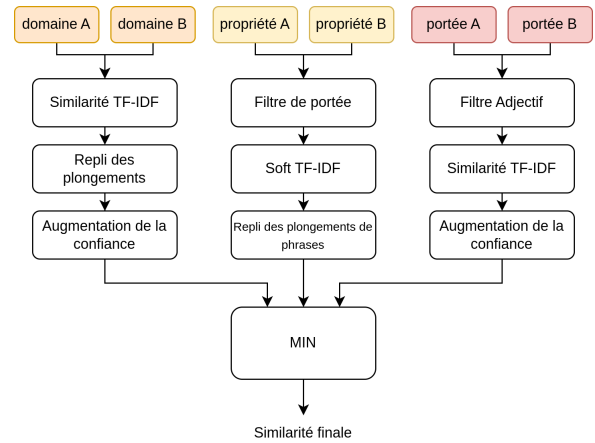 domaine A
domaine B
propriété A
propriété B
portée A
portée B
Similarité TF-IDF
Filtre de portée
Filtre Adjectif
Repli des
plongements
Soft TF-IDF
Similarité TF-IDF
Augmentation de la
confiance
Repli des plongements de
phrases
Augmentation de la
confiance
MIN
Similarité finale